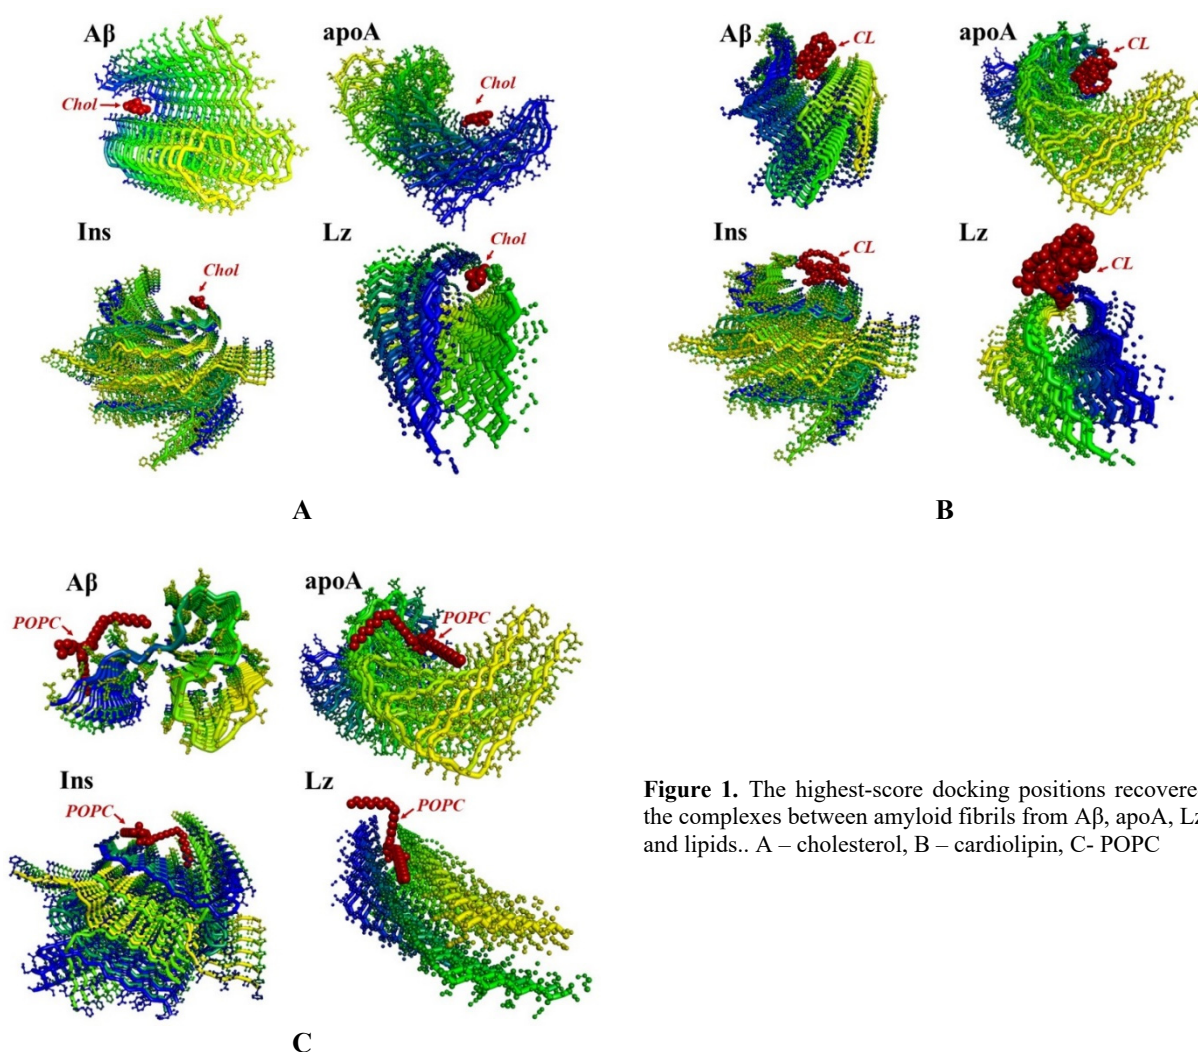 Aβ
apoA
Chol
Chol
Ins
Lz
Chol
Chol
A
Aβ
CL
apoA
CL
Ins
Lz
CL
CL
B
Aβ
apoA
POPC
POPC
Ins
Lz
POPC
POPC
C
Figure 1. The highest-score docking positions recovere
the complexes between amyloid fibrils from Aβ, apoA, Lz
and lipids.. A – cholesterol, B – cardiolipin, C- POPC